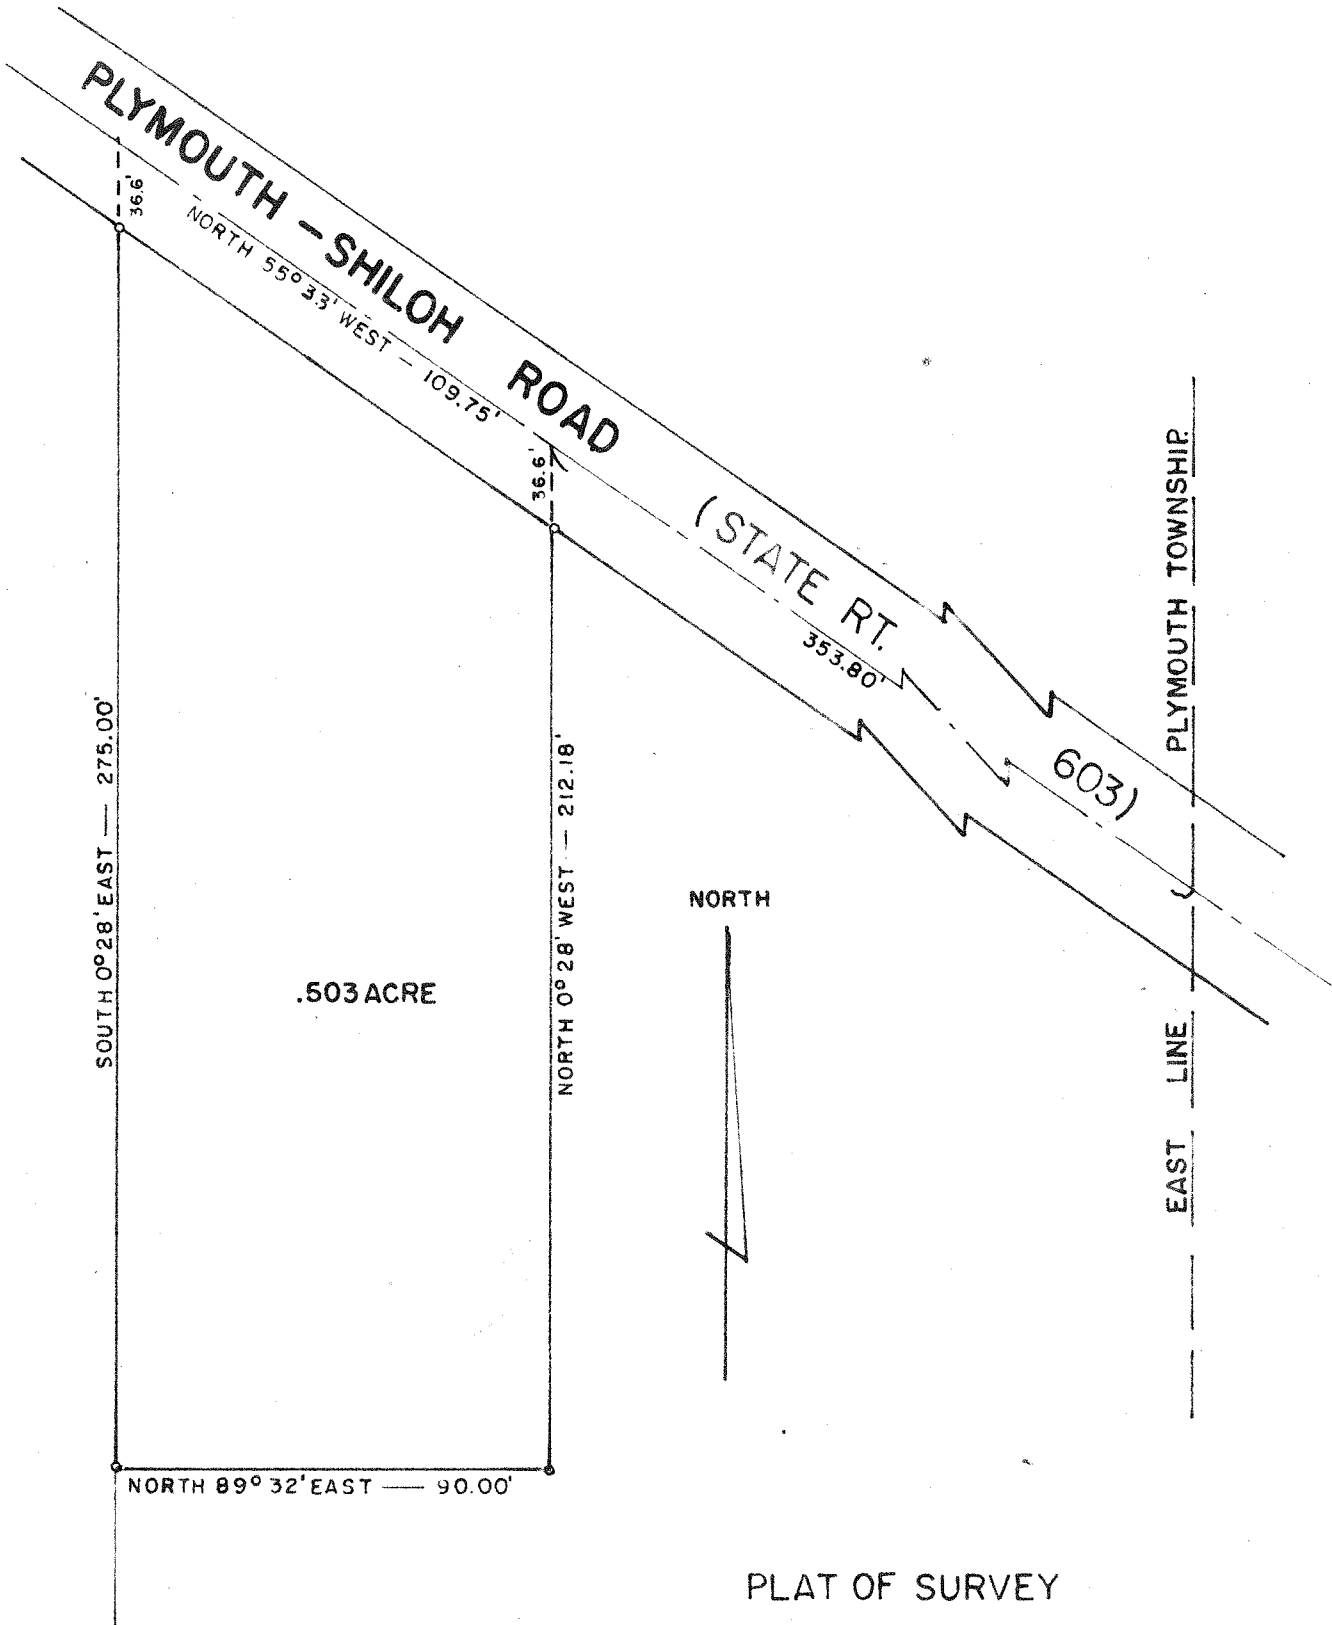 PLYMOUTH – SHILOH ROAD
(STATE RT. 603)
36.6'
NORTH 55° 33' WEST — 109.75'
36.6'
353.80'
EAST LINE PLYMOUTH TOWNSHIP.
SOUTH 0° 28' EAST — 275.00'
NORTH 0° 28' WEST — 212.18'
NORTH
.503 ACRE
NORTH 89° 32' EAST — 90.00'
PLAT OF SURVEY